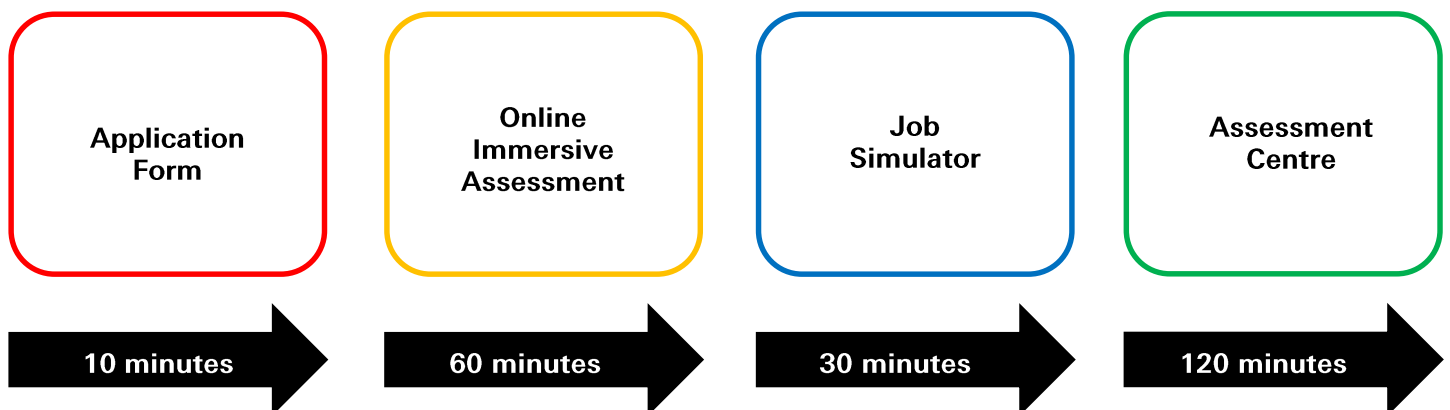 Application
Form
Online
Immersive
Assessment
Job
Simulator
Assessment
Centre
10 minutes
60 minutes
30 minutes
120 minutes